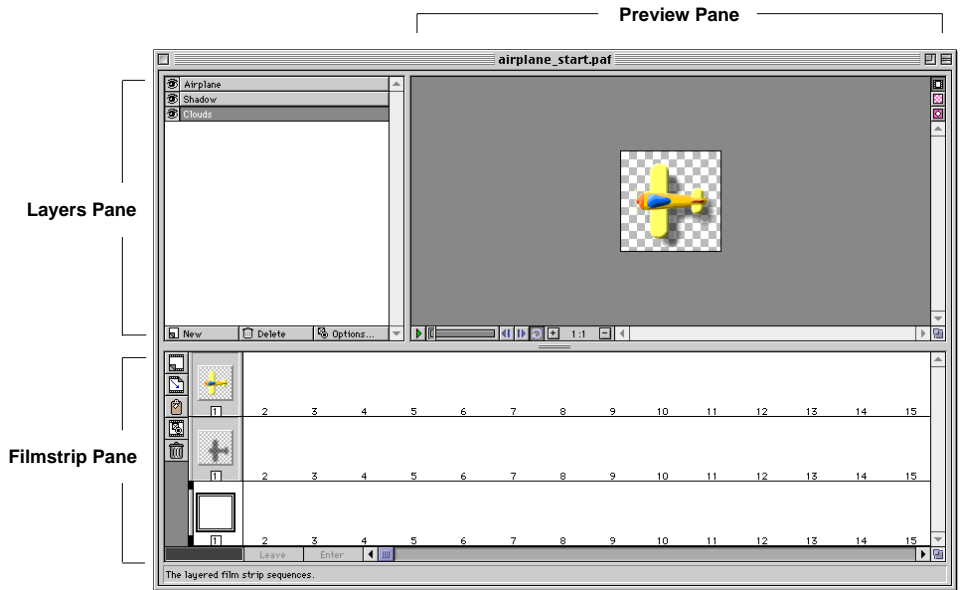 Preview Pane
airplane_start.paf
Airplane
Shadow
Clouds
Layers Pane
New Delete Options...
1:1
1 2 3 4 5 6 7 8 9 10 11 12 13 14 15
Filmstrip Pane
1 2 3 4 5 6 7 8 9 10 11 12 13 14 15
1 2 3 4 5 6 7 8 9 10 11 12 13 14 15
Leave Enter
The layered film strip sequences.